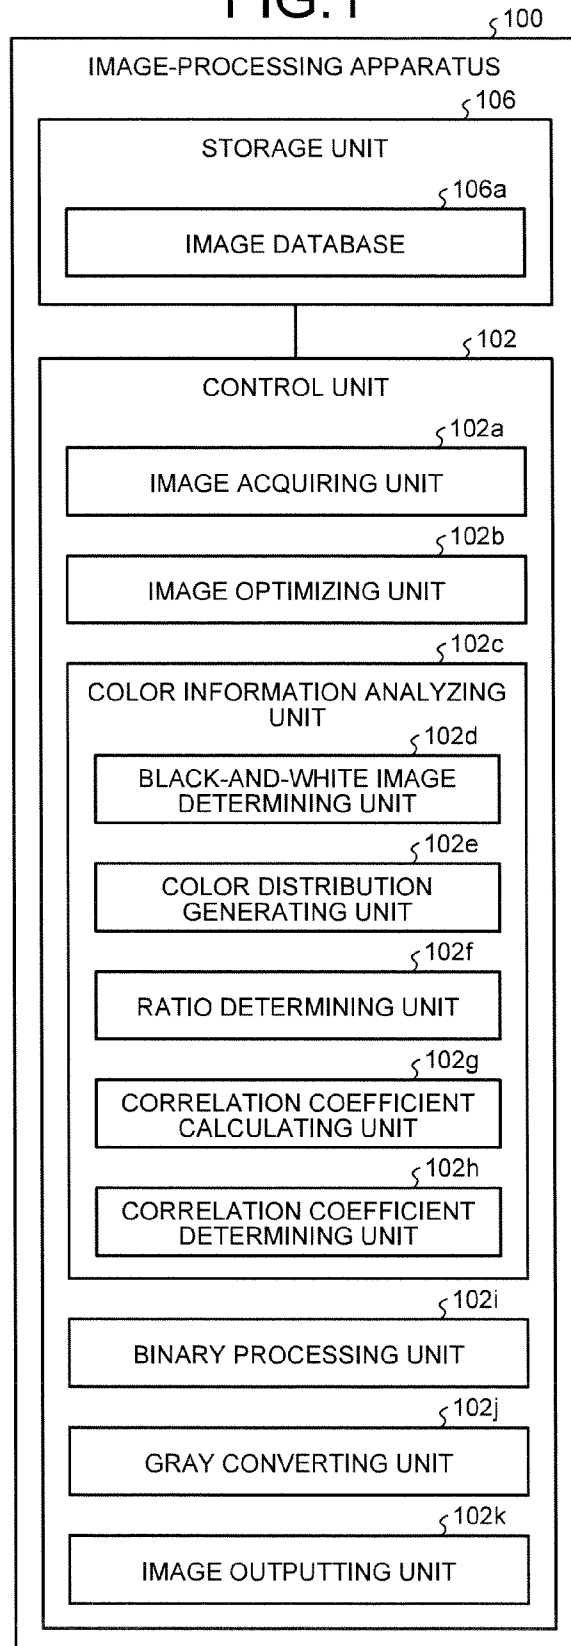 FIG.1
100
IMAGE-PROCESSING APPARATUS
106
STORAGE UNIT
106a
IMAGE DATABASE
102
CONTROL UNIT
102a
IMAGE ACQUIRING UNIT
102b
IMAGE OPTIMIZING UNIT
102c
COLOR INFORMATION ANALYZING
UNIT
102d
BLACK-AND-WHITE IMAGE
DETERMINING UNIT
102e
COLOR DISTRIBUTION
GENERATING UNIT
102f
RATIO DETERMINING UNIT
102g
CORRELATION COEFFICIENT
CALCULATING UNIT
102h
CORRELATION COEFFICIENT
DETERMINING UNIT
102i
BINARY PROCESSING UNIT
102j
GRAY CONVERTING UNIT
102k
IMAGE OUTPUTTING UNIT